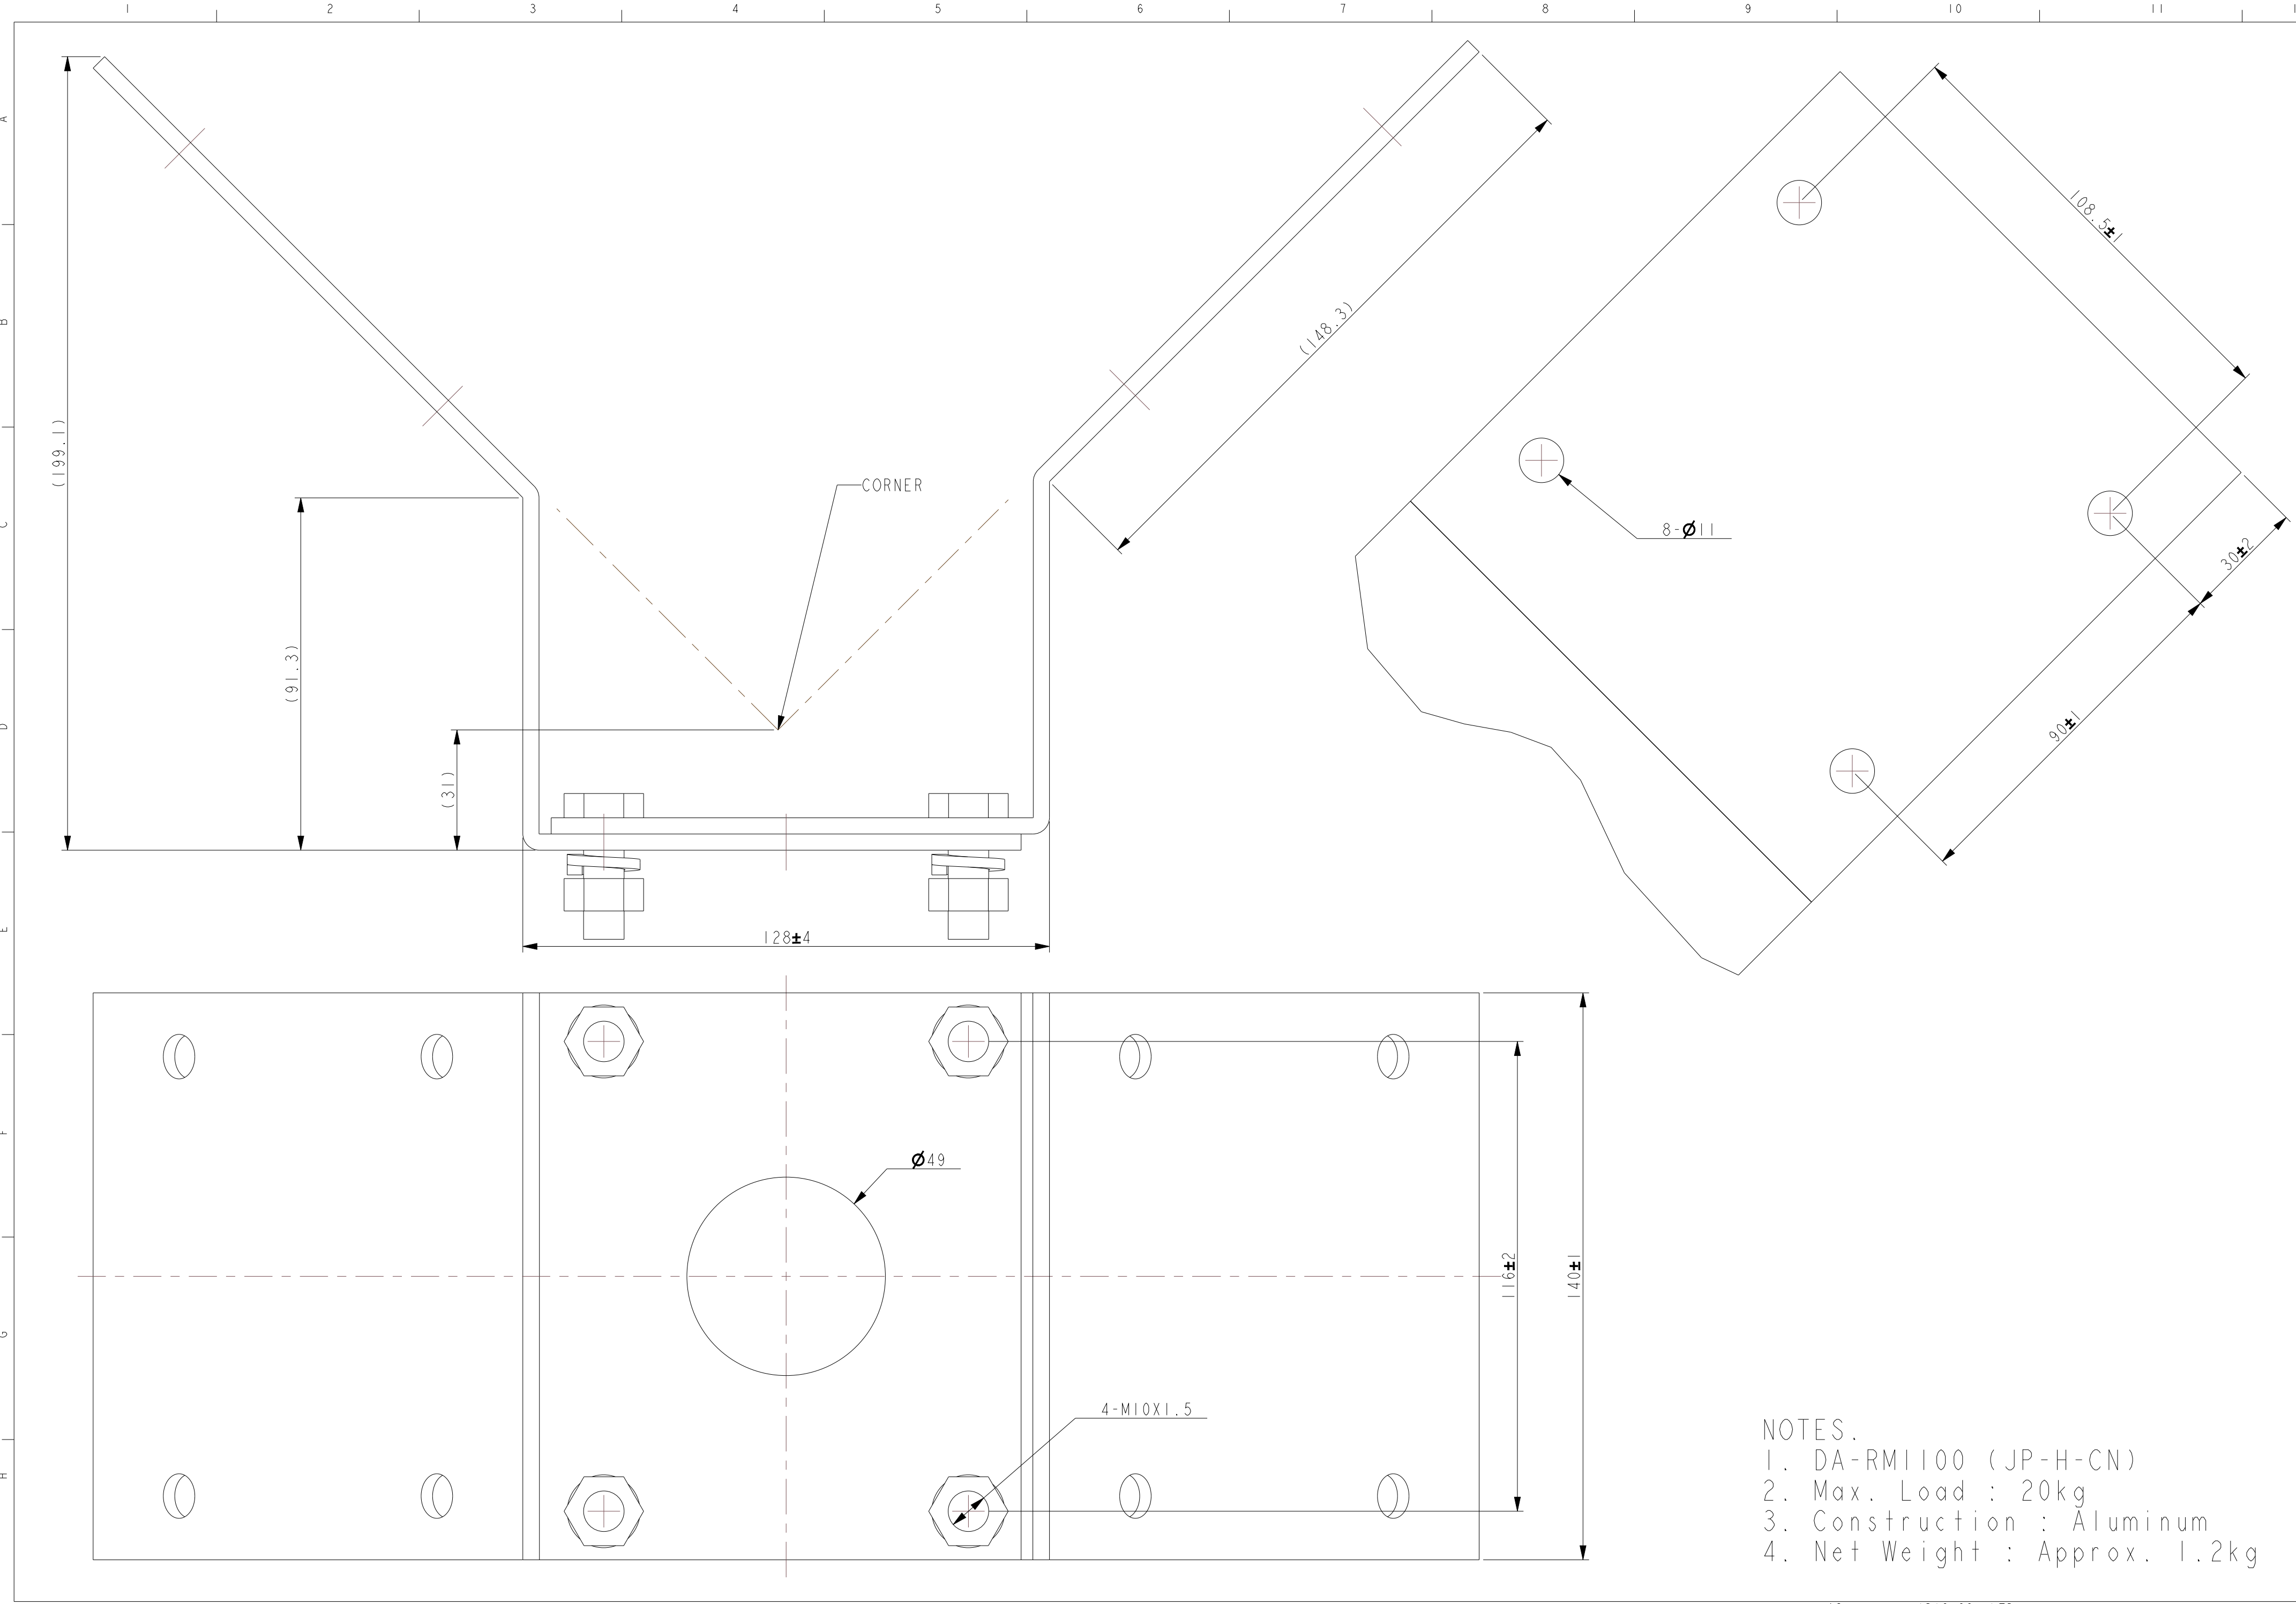 1 2 3 4 5 6 7 8 9 10 11
A
B
C
D
E
F
G
H
(199.1)
(91.3)
(31)
CORNER
(148.3)
128±4
108.5±1
8-Ø11
30±2
90±1
Ø49
116±2
140±1
4-M10X1.5
NOTES.
1. DA-RM1100 (JP-H-CN)
2. Max. Load : 20kg
3. Construction : Aluminum
4. Net Weight : Approx. 1.2kg